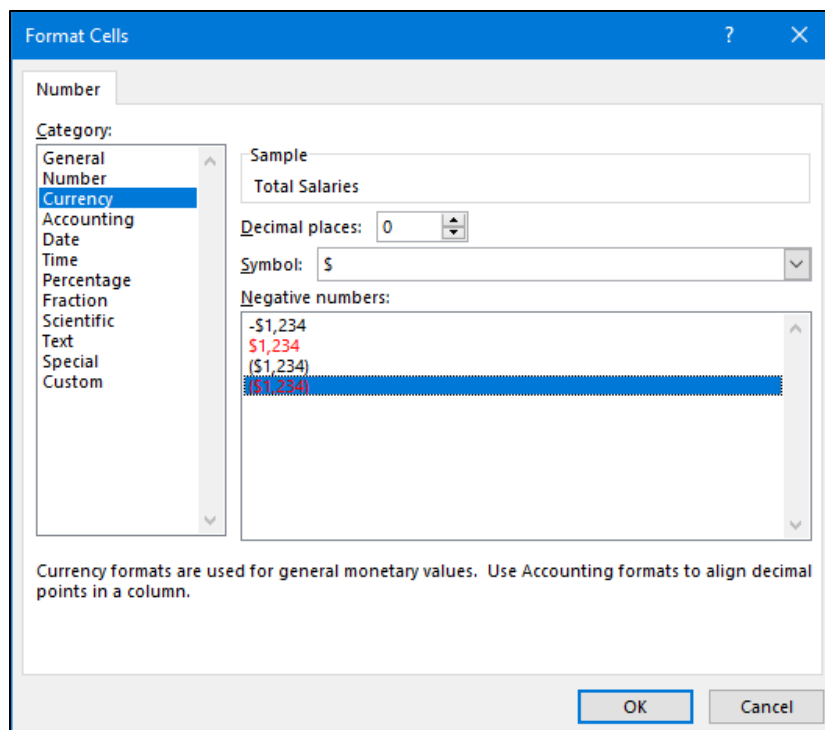 Format Cells
?
Number
Category:
General
Number
Currency
Accounting
Date
Time
Percentage
Fraction
Scientific
Text
Special
Custom
Sample
Total Salaries
Decimal places: 0
Symbol: $
Negative numbers:
-$1,234
$1,234
($1,234)
($1,234)
Currency formats are used for general monetary values.  Use Accounting formats to align decimal
points in a column.
OK
Cancel